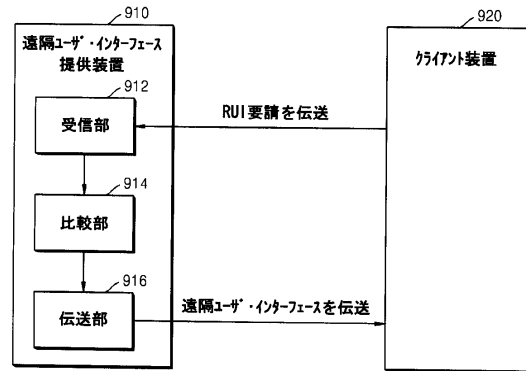 910
遠隔ユーザ・インターフェース
提供装置
912
受信部
914
比較部
916
伝送部
RUI要請を伝送
遠隔ユーザ・インターフェースを伝送
920
クライアント装置